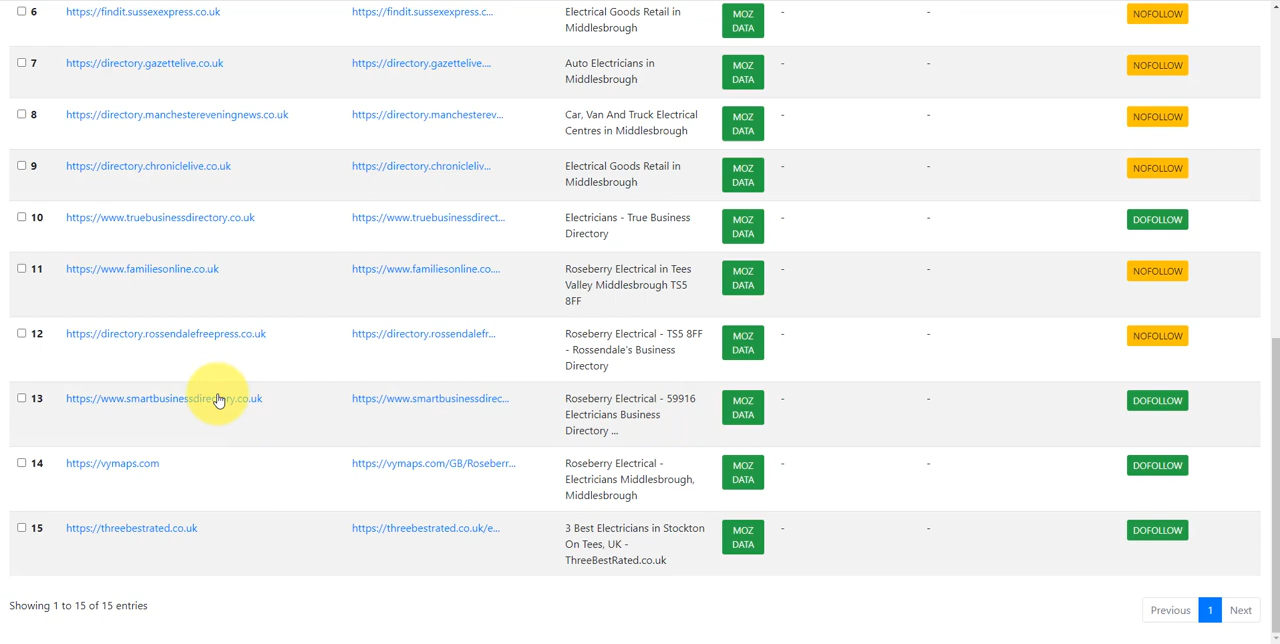 6 https://findit.sussexexpress.co.uk https://findit.sussexexpress.c... Electrical Goods Retail in MOZ - - NOFOLLOW
Middlesbrough DATA
7 https://directory.gazettelive.co.uk https://directory.gazettelive.... Auto Electricians in MOZ - - NOFOLLOW
Middlesbrough DATA
8 https://directory.manchestereveningnews.co.uk https://directory.manchesterev... Car, Van And Truck Electrical MOZ - - NOFOLLOW
Centres in Middlesbrough DATA
9 https://directory.chroniclelive.co.uk https://directory.chroniclelive... Electrical Goods Retail in MOZ - - NOFOLLOW
Middlesbrough DATA
10 https://www.truebusinessdirectory.co.uk https://www.truebusinessdirect... Electricians - True Business MOZ - - DOFOLLOW
Directory DATA
11 https://www.familiesonline.co.uk https://www.familiesonline.co.... Roseberry Electrical in Tees MOZ - - NOFOLLOW
Valley Middlesbrough TS5 DATA
8FF
12 https://directory.rossendalefreepress.co.uk https://directory.rossendalefr... Roseberry Electrical - TS5 8FF MOZ - - NOFOLLOW
- Rossendale's Business DATA
Directory
13 https://www.smartbusinessdirectory.co.uk https://www.smartbusinessdirec... Roseberry Electrical - 59916 MOZ - - DOFOLLOW
Electricians Business DATA
Directory ...
14 https://vymaps.com https://vymaps.com/GB/Roseberr... Roseberry Electrical - MOZ - - DOFOLLOW
Electricians Middlesbrough, DATA
Middlesbrough
15 https://threebestrated.co.uk https://threebestrated.co.uk/e... 3 Best Electricians in Stockton MOZ - - DOFOLLOW
On Tees, UK - DATA
ThreeBestRated.co.uk
Showing 1 to 15 of 15 entries Previous 1 Next